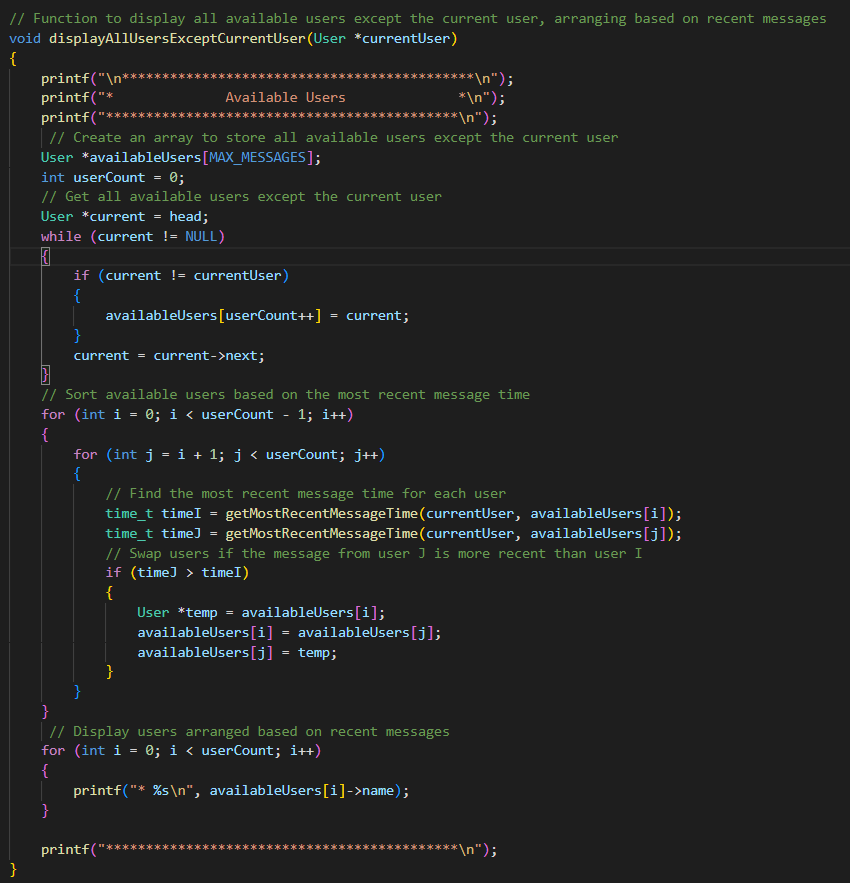 // Function to display all available users except the current user, arranging based on recent messages
void displayAllUsersExceptCurrentUser(User *currentUser)
{
    printf("\n********************************************\n");
    printf("*              Available Users              *\n");
    printf("********************************************\n");
     // Create an array to store all available users except the current user
    User *availableUsers[MAX_MESSAGES];
    int userCount = 0;
    // Get all available users except the current user
    User *current = head;
    while (current != NULL)
    {
        if (current != currentUser)
        {
            availableUsers[userCount++] = current;
        }
        current = current->next;
    }
    // Sort available users based on the most recent message time
    for (int i = 0; i < userCount - 1; i++)
    {
        for (int j = i + 1; j < userCount; j++)
        {
            // Find the most recent message time for each user
            time_t timeI = getMostRecentMessageTime(currentUser, availableUsers[i]);
            time_t timeJ = getMostRecentMessageTime(currentUser, availableUsers[j]);
            // Swap users if the message from user J is more recent than user I
            if (timeJ > timeI)
            {
                User *temp = availableUsers[i];
                availableUsers[i] = availableUsers[j];
                availableUsers[j] = temp;
            }
        }
    }
     // Display users arranged based on recent messages
    for (int i = 0; i < userCount; i++)
    {
        printf("* %s\n", availableUsers[i]->name);
    }

    printf("********************************************\n");
}